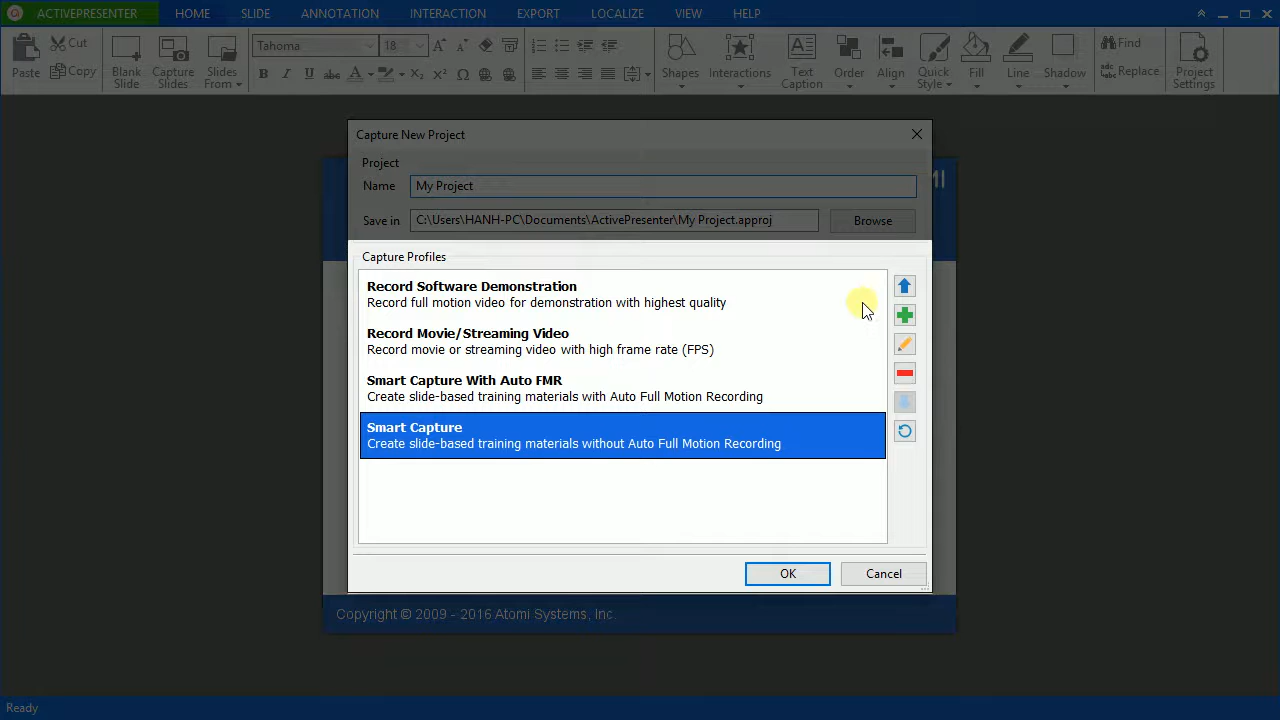 ACTIVEPRESENTER HOME SLIDE ANNOTATION INTERACTION EXPORT LOCALIZE VIEW HELP
Paste
Cut
Copy
Blank Slide
Capture Slides
Slides From
Tahoma 18
B I U abc A
X₂ X² Ω
Shapes
Interactions
Text Caption
Order
Align
Quick Style
Fill
Line
Shadow
Find
Replace
Project Settings
Capture New Project
Project
Name My Project
Save in C:\Users\HANH-PC\Documents\ActivePresenter\My Project.approj Browse
Capture Profiles
Record Software Demonstration
Record full motion video for demonstration with highest quality
Record Movie/Streaming Video
Record movie or streaming video with high frame rate (FPS)
Smart Capture With Auto FMR
Create slide-based training materials with Auto Full Motion Recording
Smart Capture
Create slide-based training materials without Auto Full Motion Recording
OK Cancel
Copyright © 2009 - 2016 Atomi Systems, Inc.
Ready